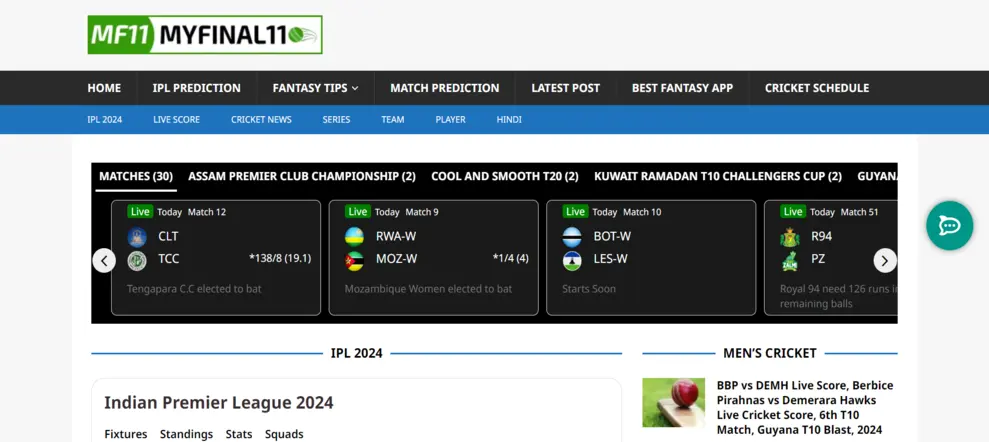 MF11 MYFINAL11
HOME IPL PREDICTION FANTASY TIPS MATCH PREDICTION LATEST POST BEST FANTASY APP CRICKET SCHEDULE
IPL 2024 LIVE SCORE CRICKET NEWS SERIES TEAM PLAYER HINDI
MATCHES (30) ASSAM PREMIER CLUB CHAMPIONSHIP (2) COOL AND SMOOTH T20 (2) KUWAIT RAMADAN T10 CHALLENGERS CUP (2) GUYANA
Live Today Match 12
CLT
TCC *138/8 (19.1)
Tengapara C.C elected to bat
Live Today Match 9
RWA-W
MOZ-W *1/4 (4)
Mozambique Women elected to bat
Live Today Match 10
BOT-W
LES-W
Starts Soon
Live Today Match 51
R94
PZ
Royal 94 need 126 runs in
remaining balls
IPL 2024
Indian Premier League 2024
Fixtures Standings Stats Squads
MEN'S CRICKET
BBP vs DEMH Live Score, Berbice
Pirahnas vs Demerara Hawks
Live Cricket Score, 6th T10
Match, Guyana T10 Blast, 2024